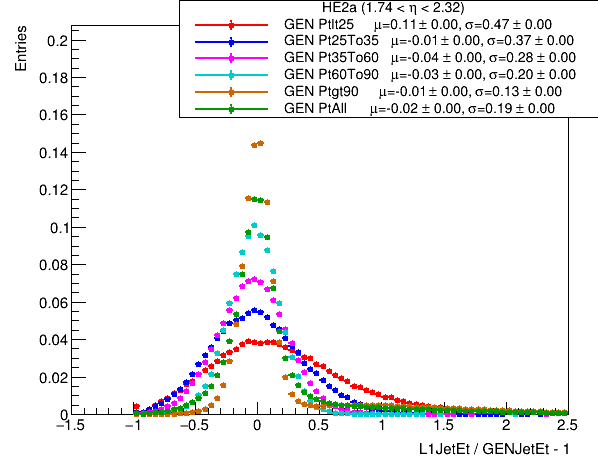 HE2a (1.74 < η < 2.32)
GEN Ptlt25 μ=0.11 ± 0.00, σ=0.47 ± 0.00
GEN Pt25To35 μ=-0.01 ± 0.00, σ=0.37 ± 0.00
GEN Pt35To60 μ=-0.04 ± 0.00, σ=0.28 ± 0.00
GEN Pt60To90 μ=-0.03 ± 0.00, σ=0.20 ± 0.00
GEN Ptgt90 μ=-0.01 ± 0.00, σ=0.13 ± 0.00
GEN PtAll μ=-0.02 ± 0.00, σ=0.19 ± 0.00
Entries
0.2
0.18
0.16
0.14
0.12
0.1
0.08
0.06
0.04
0.02
0
−1.5 −1 −0.5 0 0.5 1 1.5 2 2.5
L1JetEt / GENJetEt - 1